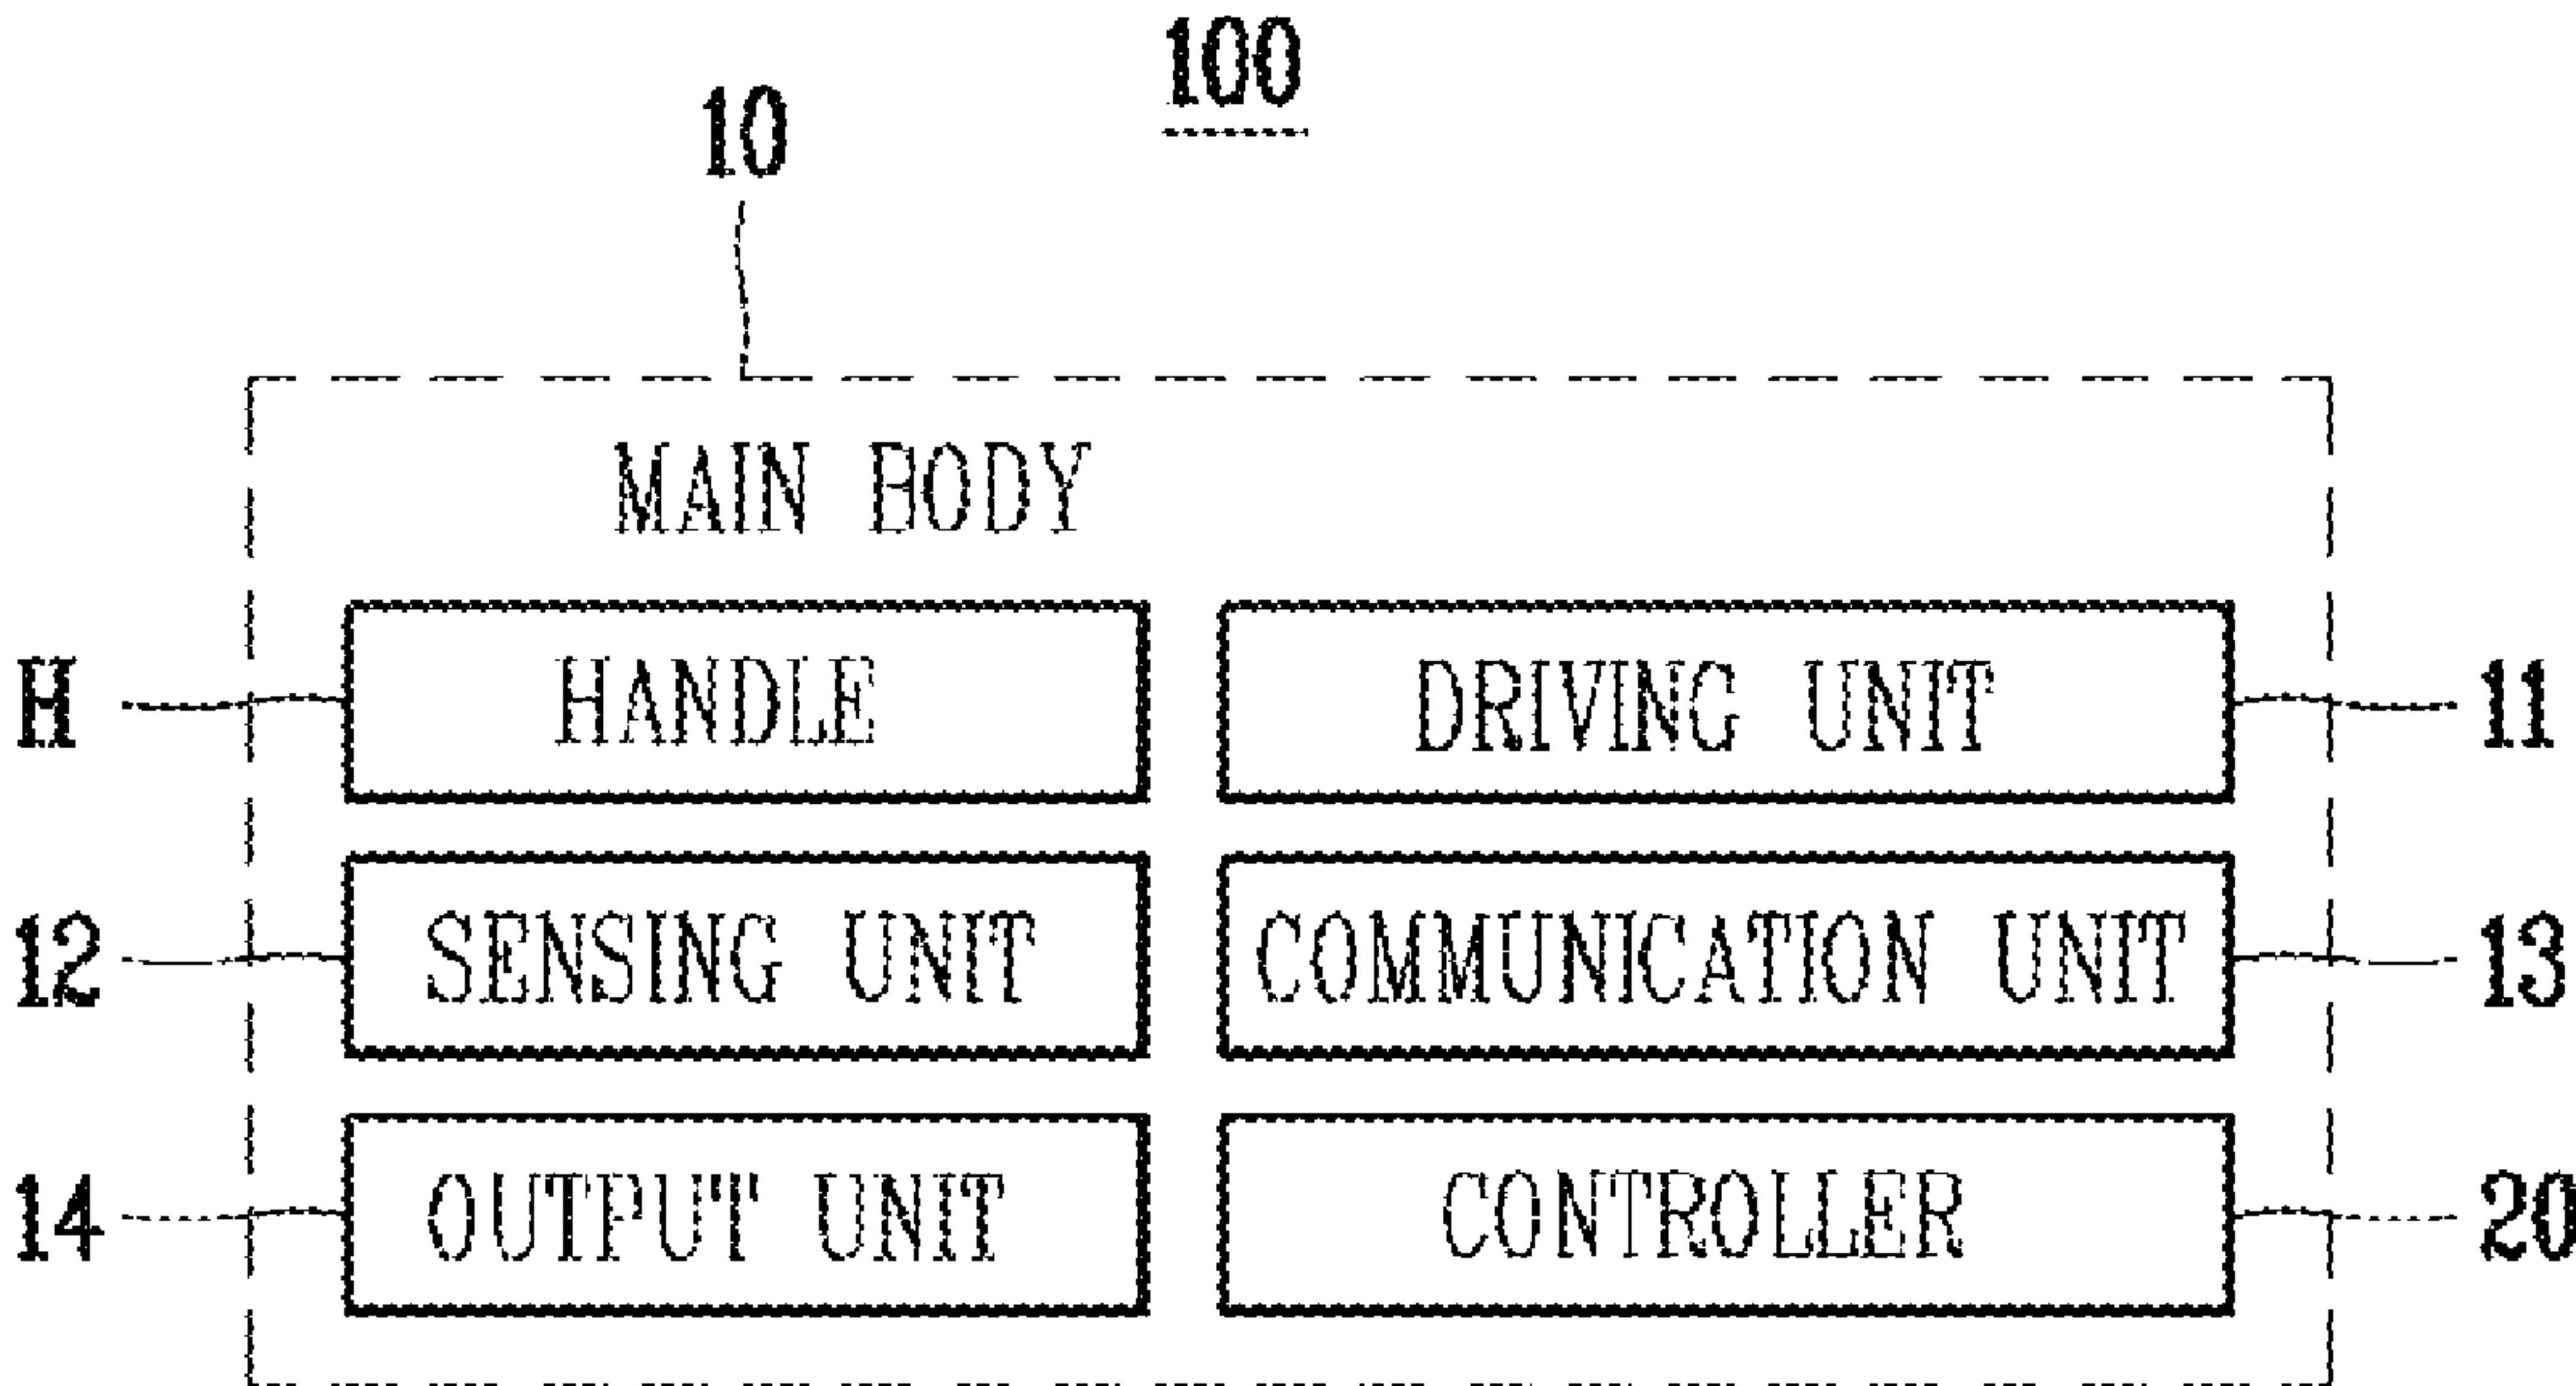 100
10
MAIN BODY
H HANDLE DRIVING UNIT 11
12 SENSING UNIT COMMUNICATION UNIT 13
14 OUTPUT UNIT CONTROLLER 20